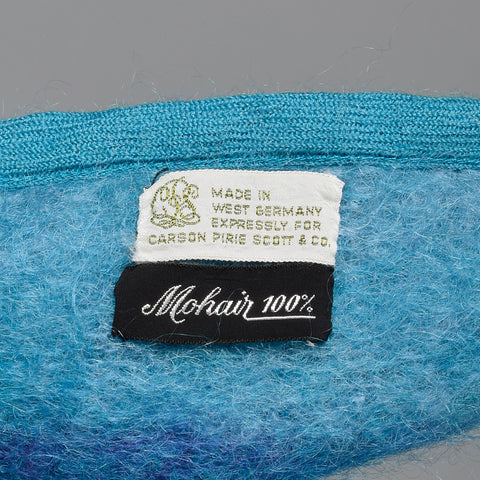 MADE IN
WEST GERMANY
EXPRESSLY FOR
CARSON PIRIE SCOTT & CO.
Mohair 100%